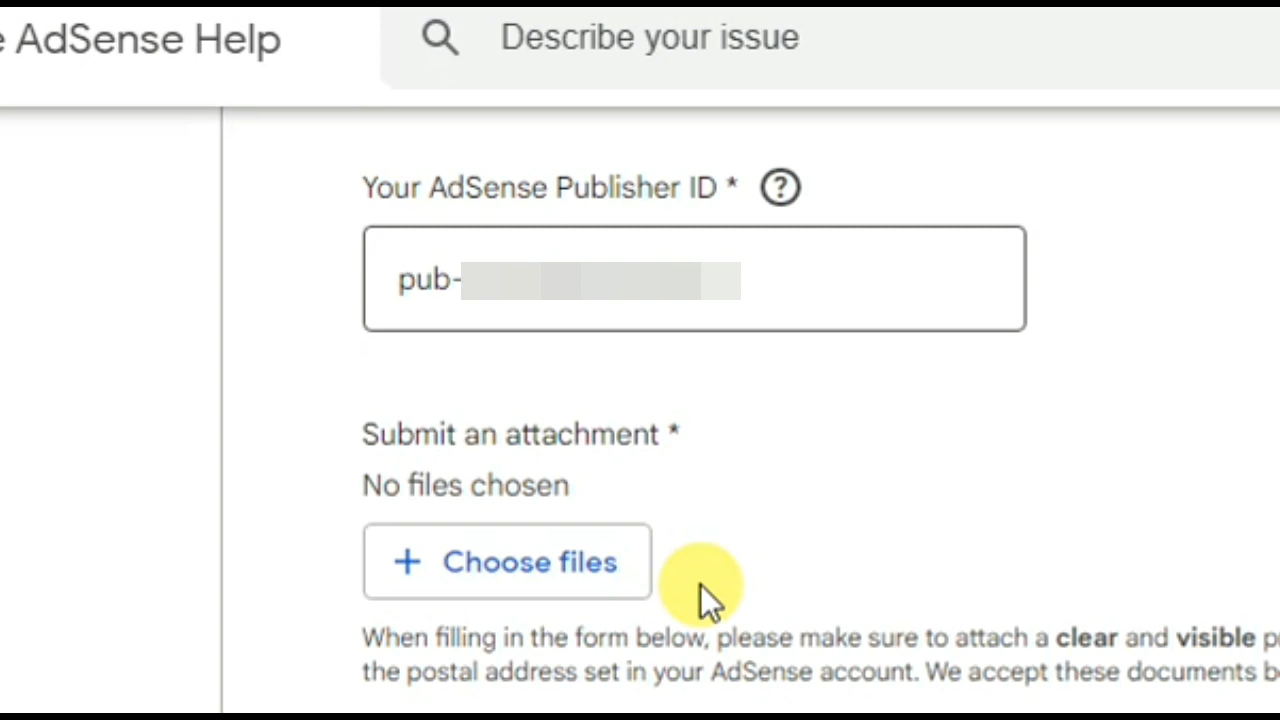 AdSense Help
Describe your issue
Your AdSense Publisher ID * ?
pub-
Submit an attachment *
No files chosen
+ Choose files
When filling in the form below, please make sure to attach a clear and visible
the postal address set in your AdSense account. We accept these documents